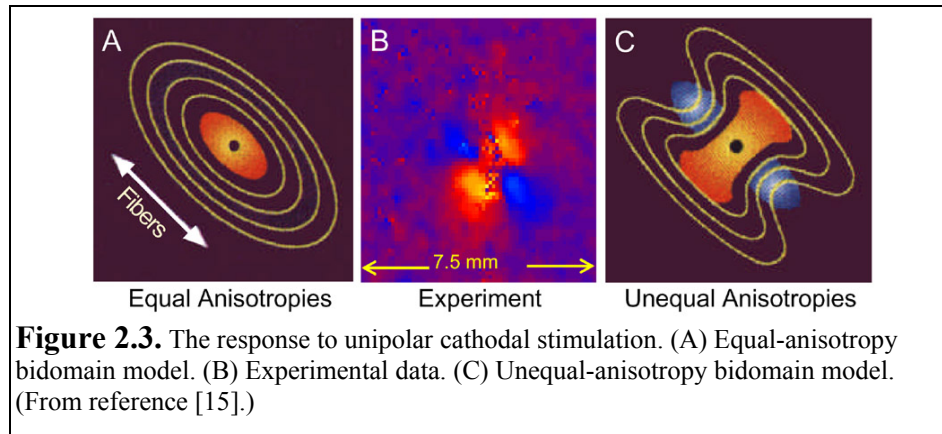 A
B
C
Fibers
7.5 mm
Equal Anisotropies
Experiment
Unequal Anisotropies
Figure 2.3. The response to unipolar cathodal stimulation. (A) Equal-anisotropy
bidomain model. (B) Experimental data. (C) Unequal-anisotropy bidomain model.
(From reference [15].)